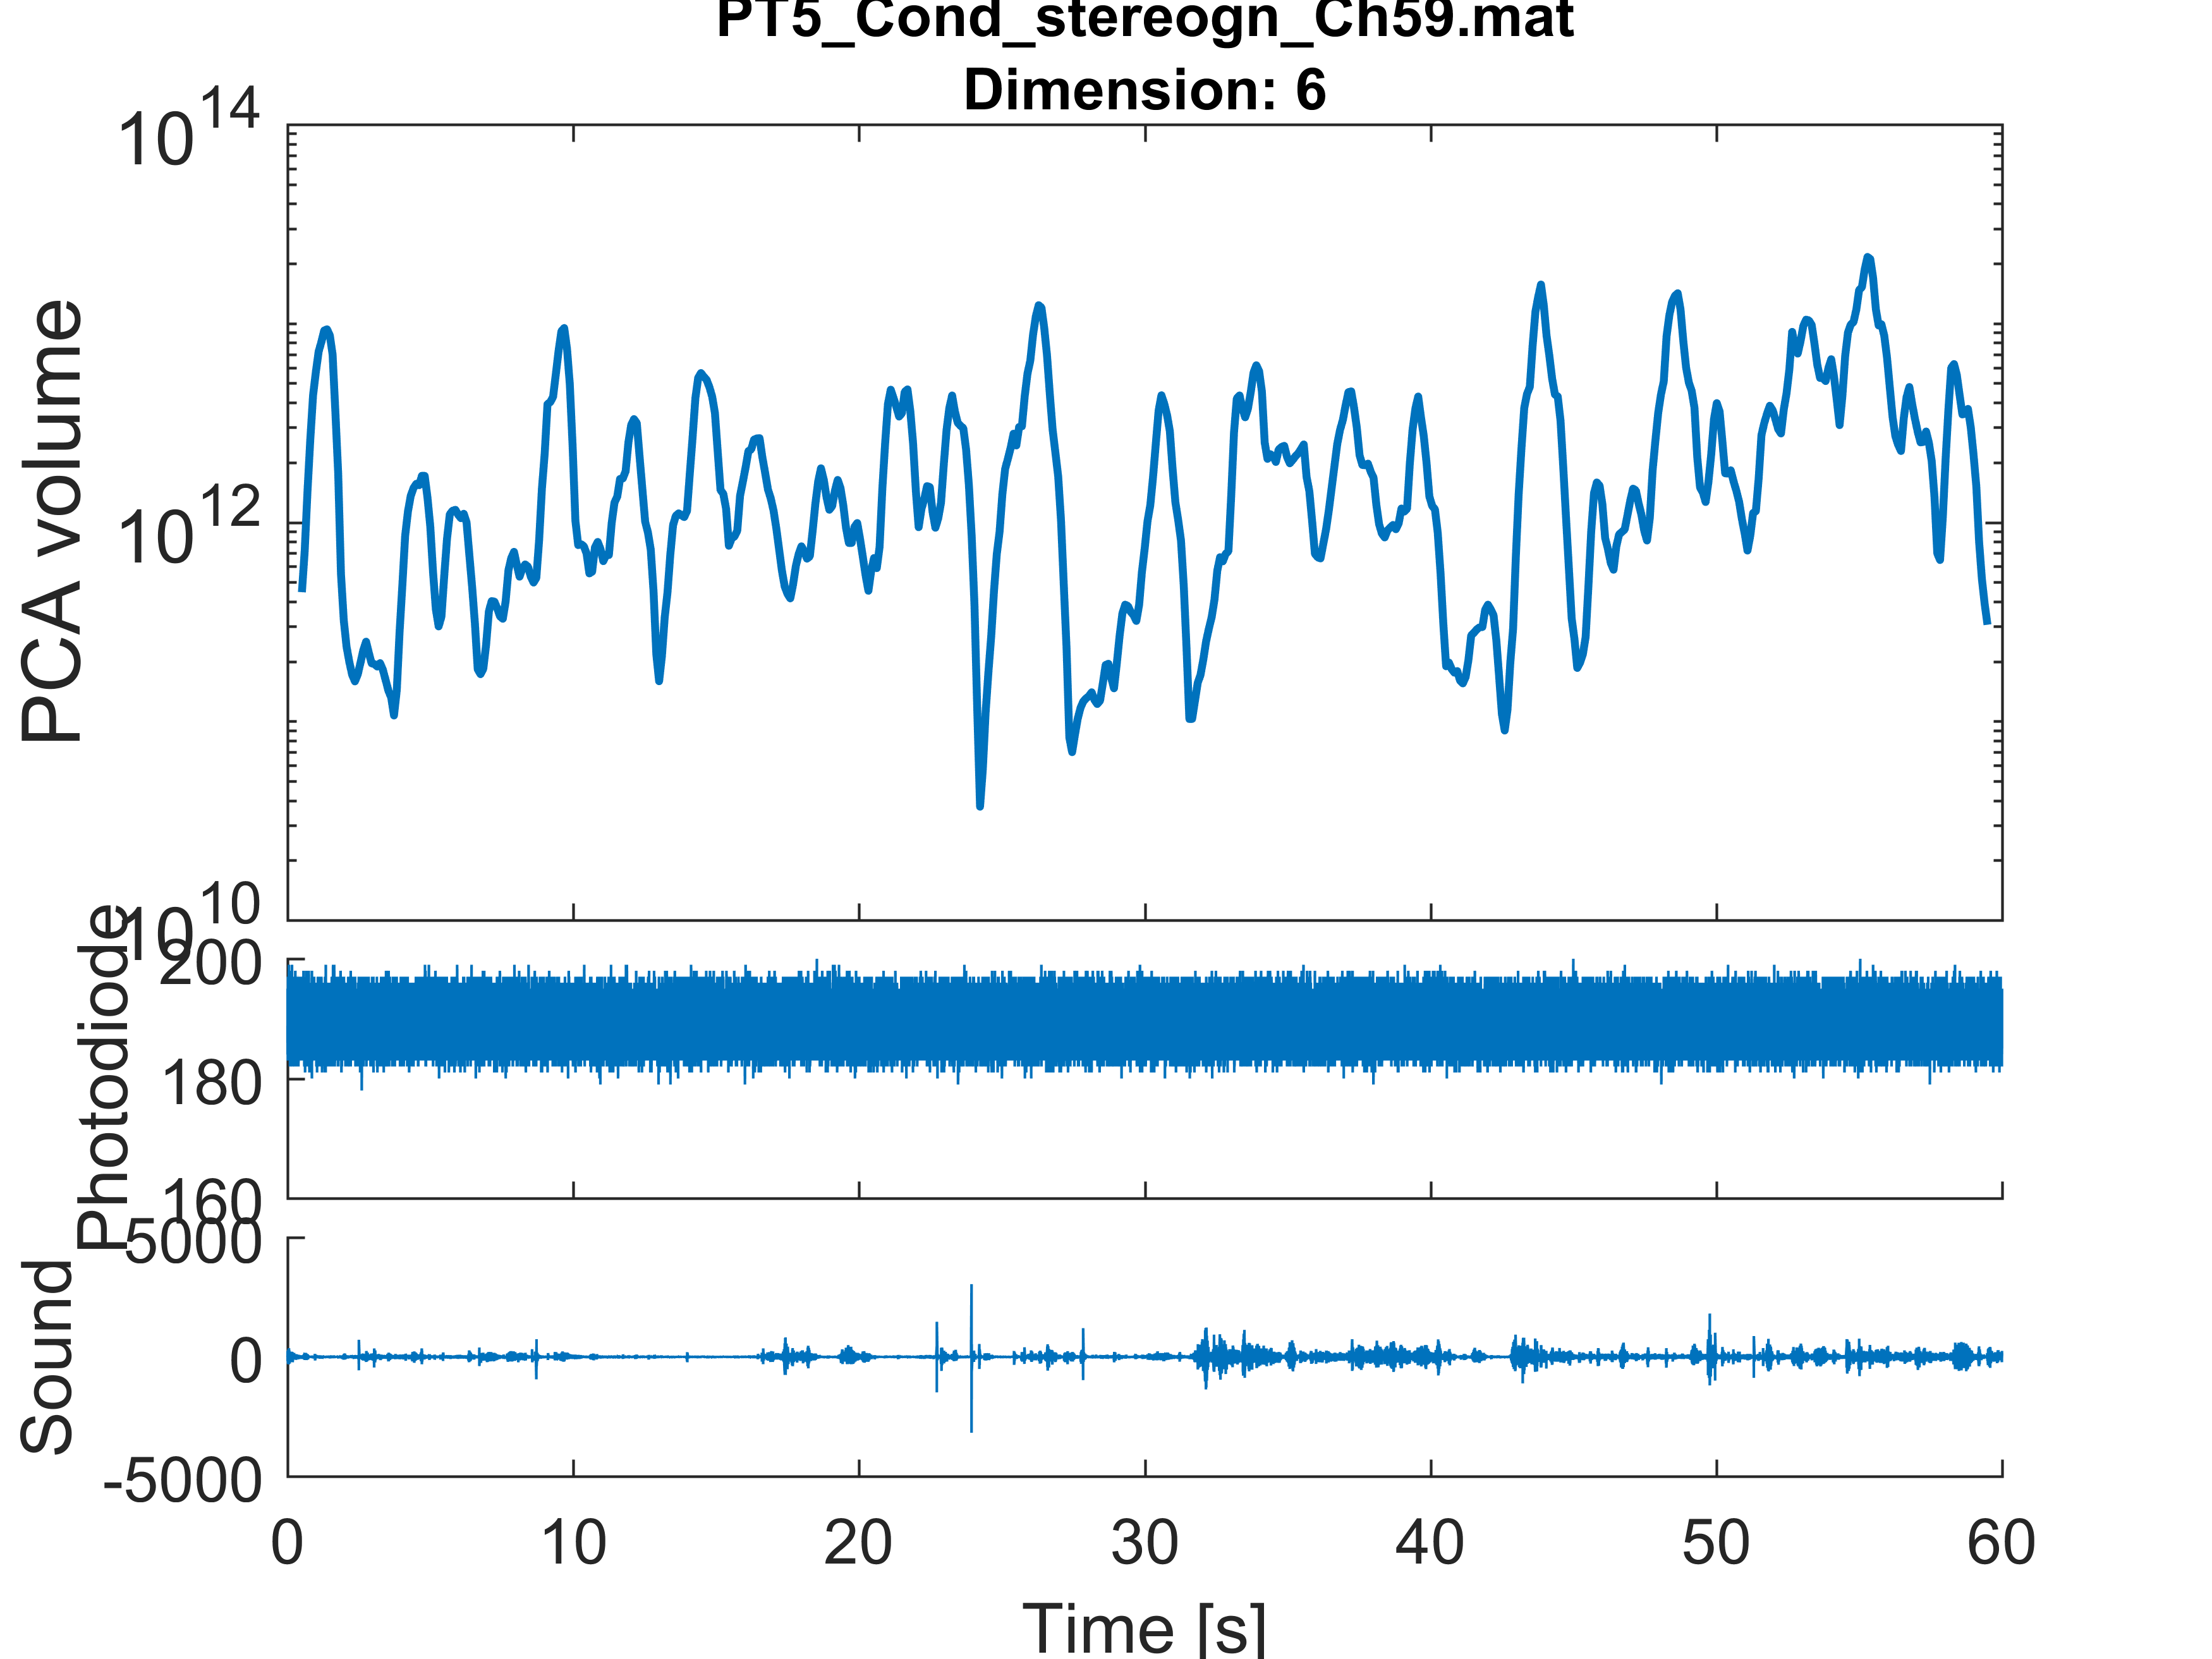 PT5_Cond_stereogn_Ch59.mat
Dimension: 6
10^14
10^12
10^10
PCA volume
200
180
160
Photodiode
5000
0
-5000
Sound
0 10 20 30 40 50 60
Time [s]